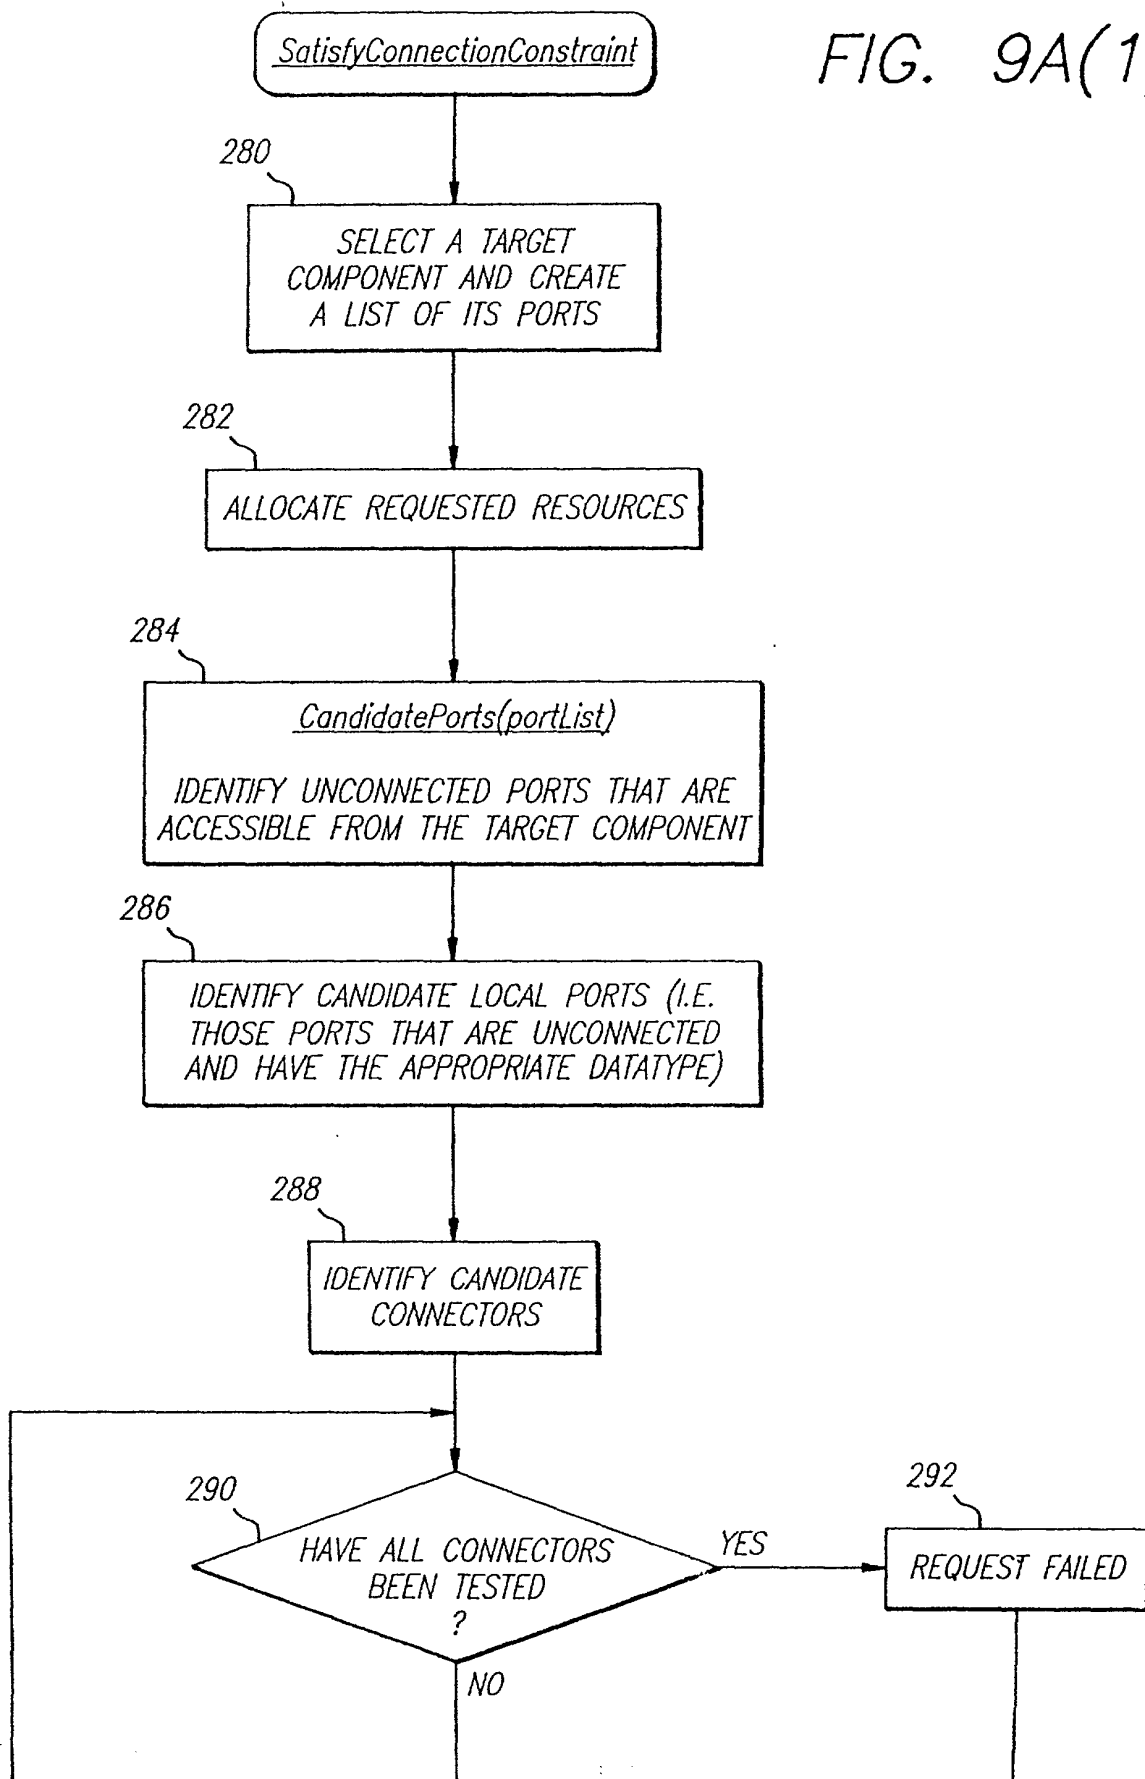 SatisfyConnectionConstraint
FIG. 9A(1
280
SELECT A TARGET
COMPONENT AND CREATE
A LIST OF ITS PORTS
282
ALLOCATE REQUESTED RESOURCES
284
CandidatePorts(portList)
IDENTIFY UNCONNECTED PORTS THAT ARE
ACCESSIBLE FROM THE TARGET COMPONENT
286
IDENTIFY CANDIDATE LOCAL PORTS (I.E.
THOSE PORTS THAT ARE UNCONNECTED
AND HAVE THE APPROPRIATE DATATYPE)
288
IDENTIFY CANDIDATE
CONNECTORS
290
HAVE ALL CONNECTORS
BEEN TESTED
?
YES
292
REQUEST FAILED
NO